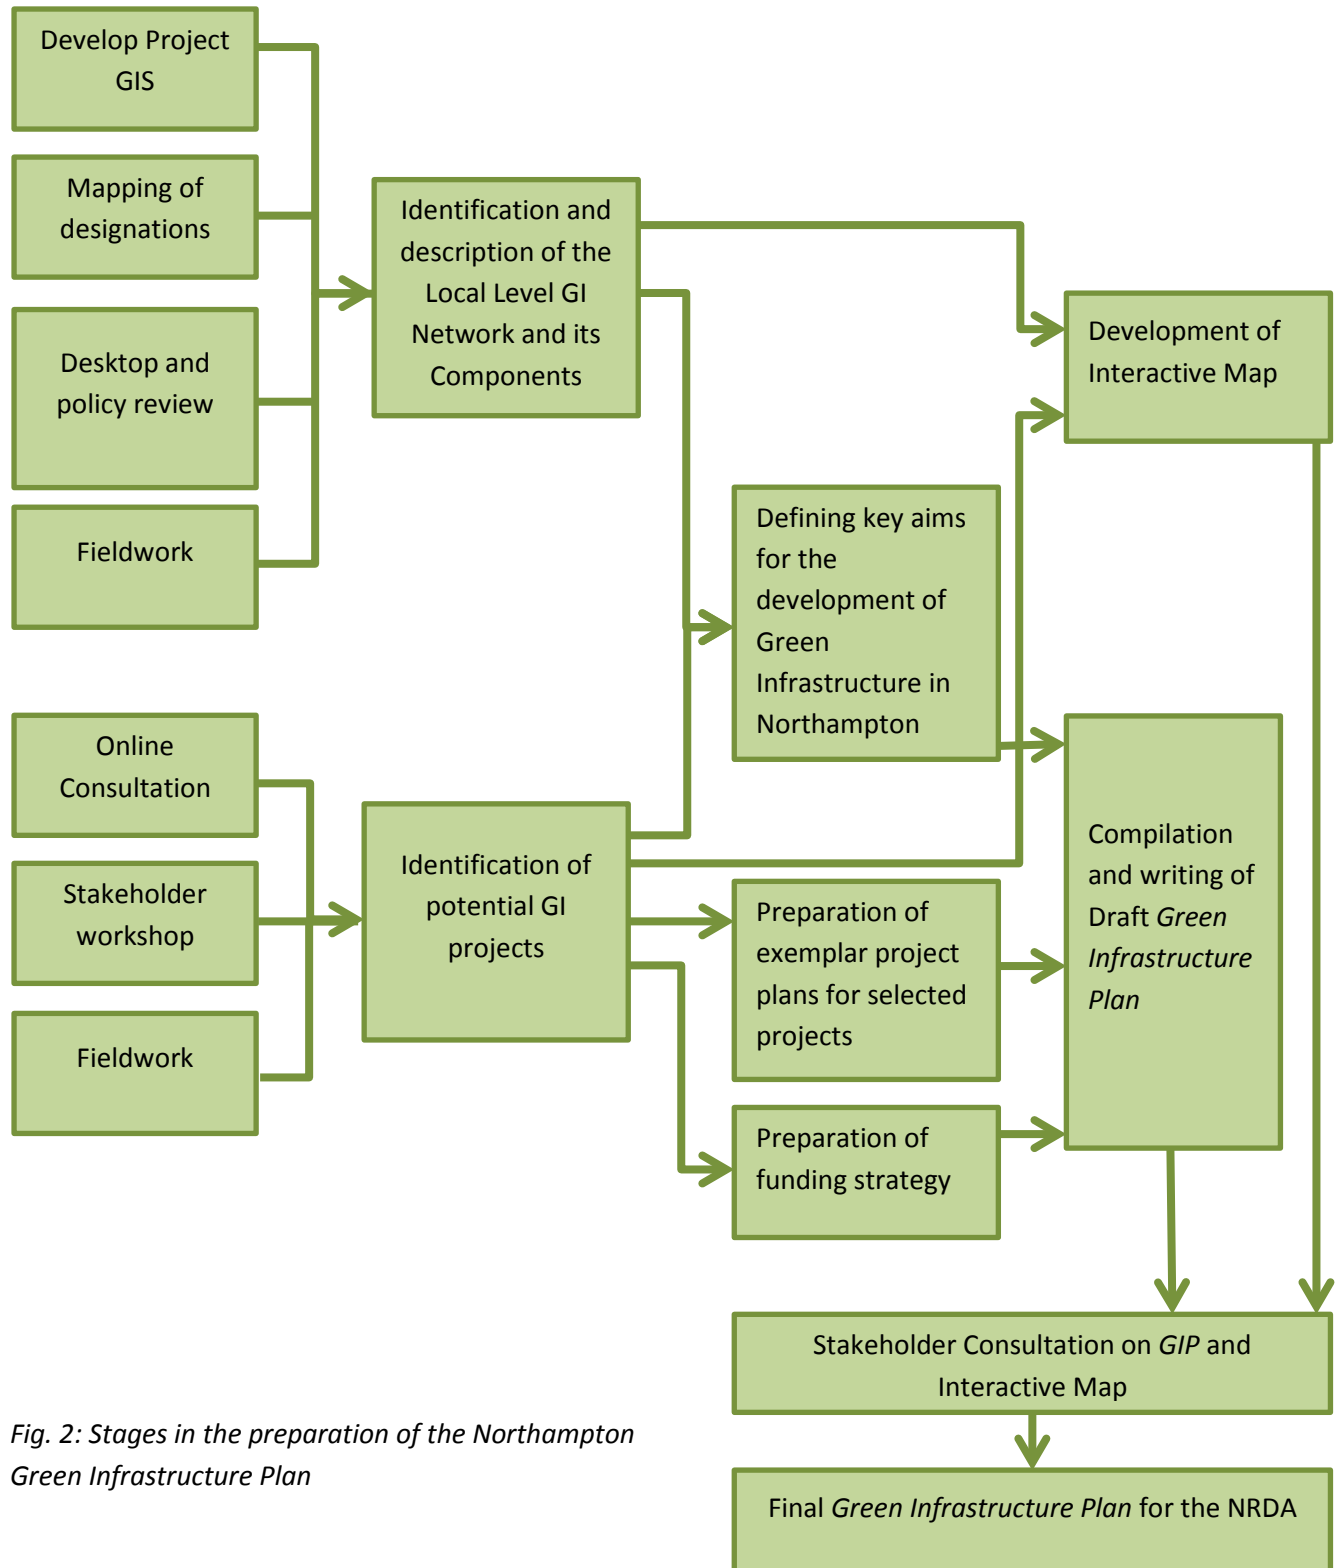 Develop Project
GIS
Mapping of
designations
Desktop and
policy review
Fieldwork
Identification and
description of the
Local Level GI
Network and its
Components
Development of
Interactive Map
Defining key aims
for the
development of
Green
Infrastructure in
Northampton
Online
Consultation
Stakeholder
workshop
Fieldwork
Identification of
potential GI
projects
Preparation of
exemplar project
plans for selected
projects
Preparation of
funding strategy
Compilation
and writing of
Draft Green
Infrastructure
Plan
Stakeholder Consultation on GIP and
Interactive Map
Final Green Infrastructure Plan for the NRDA
Fig. 2: Stages in the preparation of the Northampton
Green Infrastructure Plan